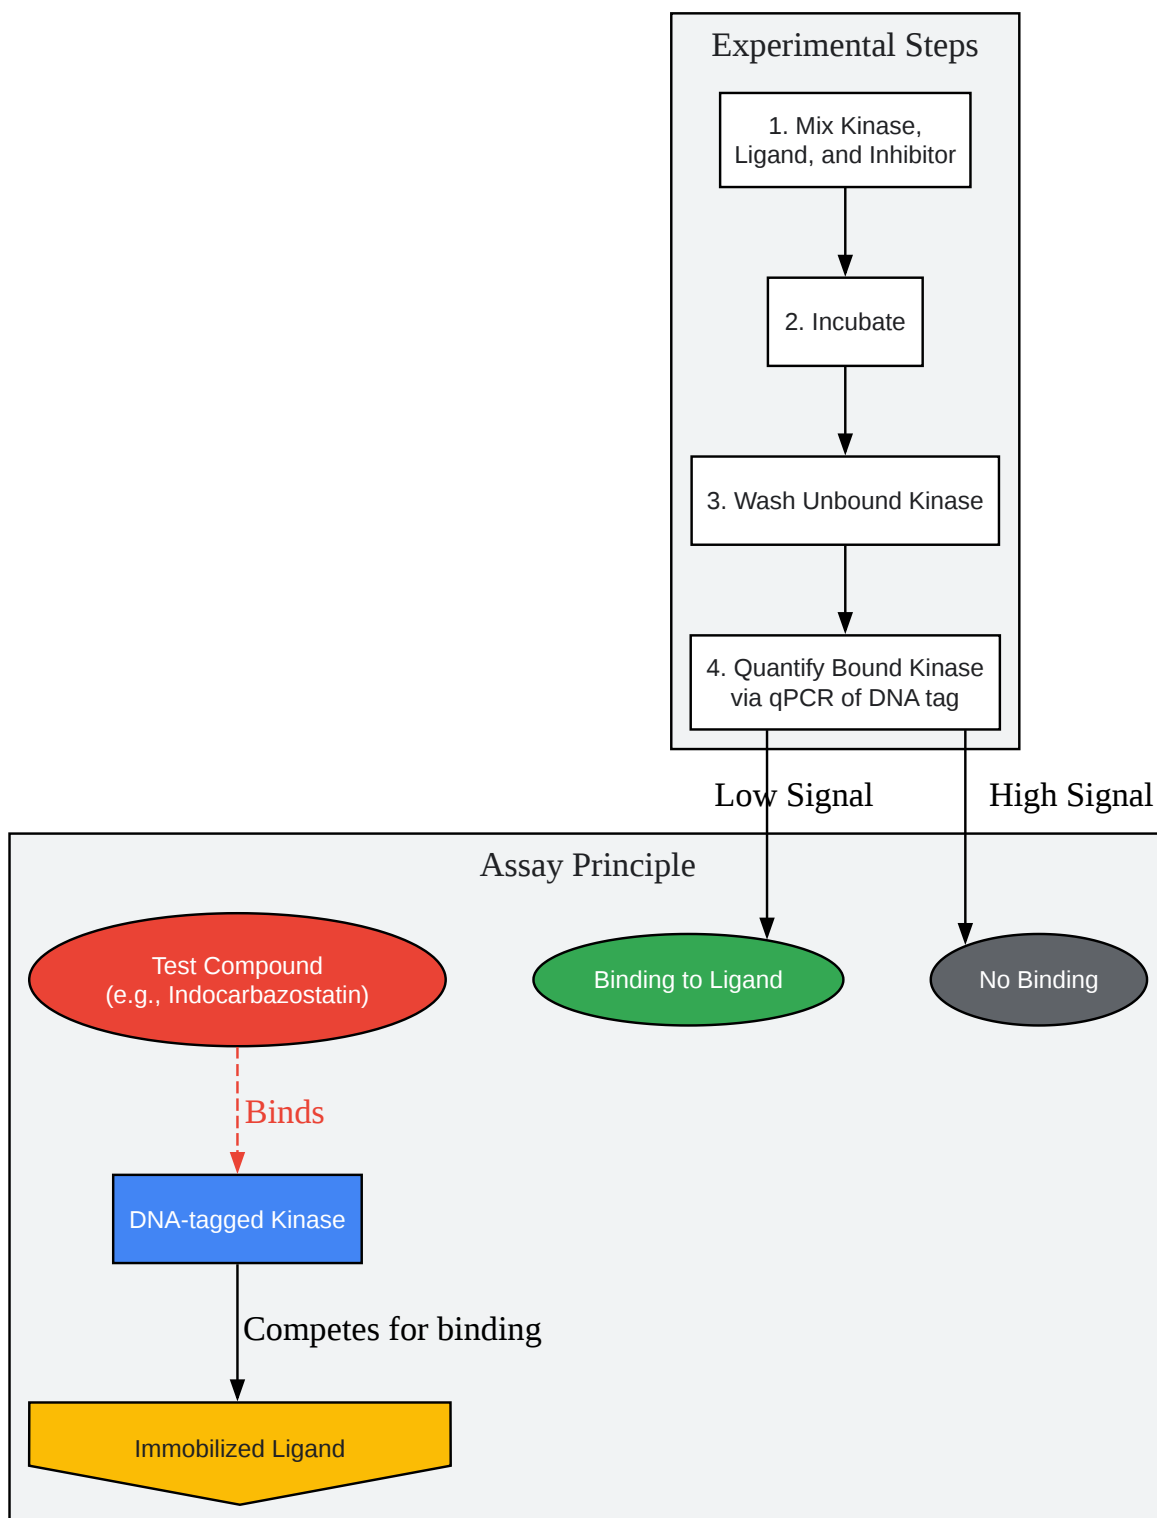 Experimental Steps
1. Mix Kinase,
Ligand, and Inhibitor
2. Incubate
3. Wash Unbound Kinase
4. Quantify Bound Kinase
via qPCR of DNA tag
Low Signal
High Signal
Assay Principle
Test Compound
(e.g., Indocarbazostatin)
Binding to Ligand
No Binding
Binds
DNA-tagged Kinase
Competes for binding
Immobilized Ligand